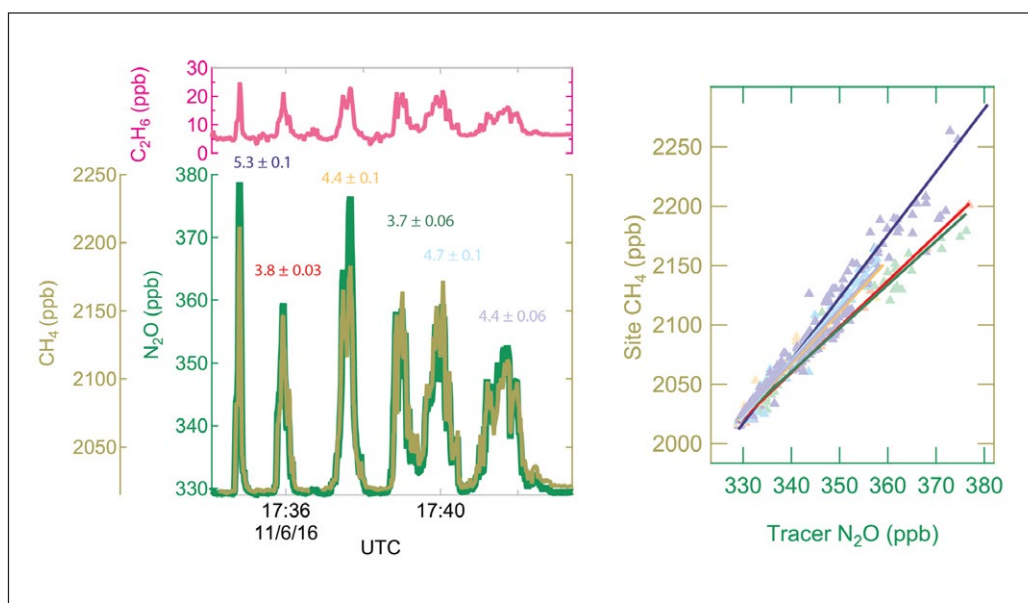 30
20
10
0
C₂H₆ (ppb)
5.3 ± 0.1
4.4 ± 0.1
3.7 ± 0.06
4.7 ± 0.1
3.8 ± 0.03
4.4 ± 0.06
2250
2200
2150
2100
2050
CH₄ (ppb)
380
370
360
350
340
330
N₂O (ppb)
17:36
11/6/16
17:40
UTC
2250
2200
2150
2100
2050
2000
Site CH₄ (ppb)
330 340 350 360 370 380
Tracer N₂O (ppb)